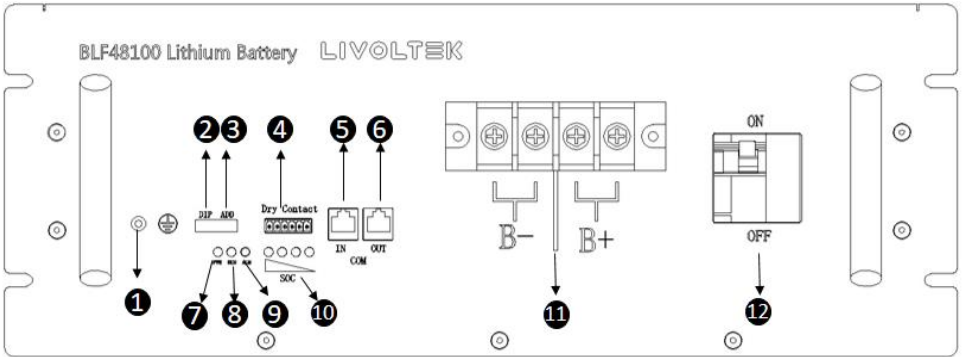 BLF48100 Lithium Battery LIVOLTEK
2 3 4 5 6
ON
DIP ADD Dry Contact
IN OUT
COM
B- B+
OFF
SOC
1 7 8 9 10 11 12